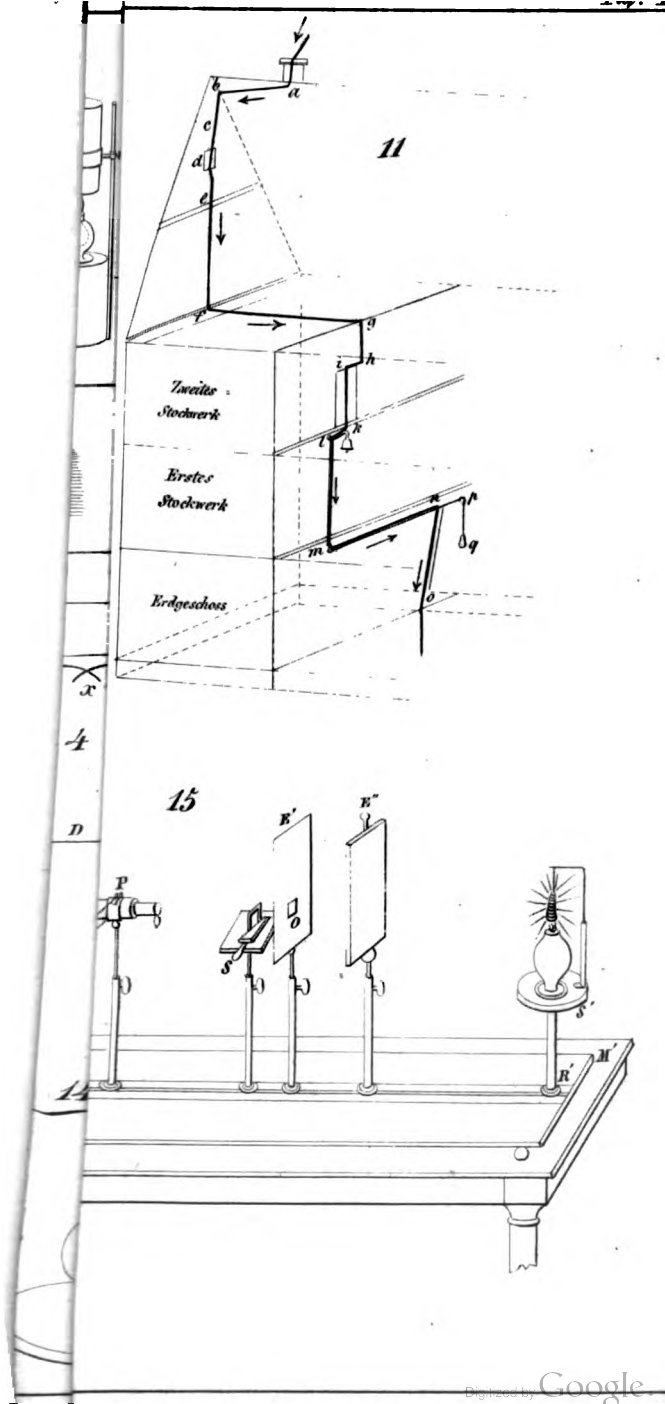 11
a
b
c
d
e
f
g
h
i
k
l
Zweites
Stockwerk
Erstes
Stockwerk
m
n
p
q
o
Erdgeschoss
x
4
15
D
E'
E"
P
O
S
S'
R'
M'
14
Digitized by Google